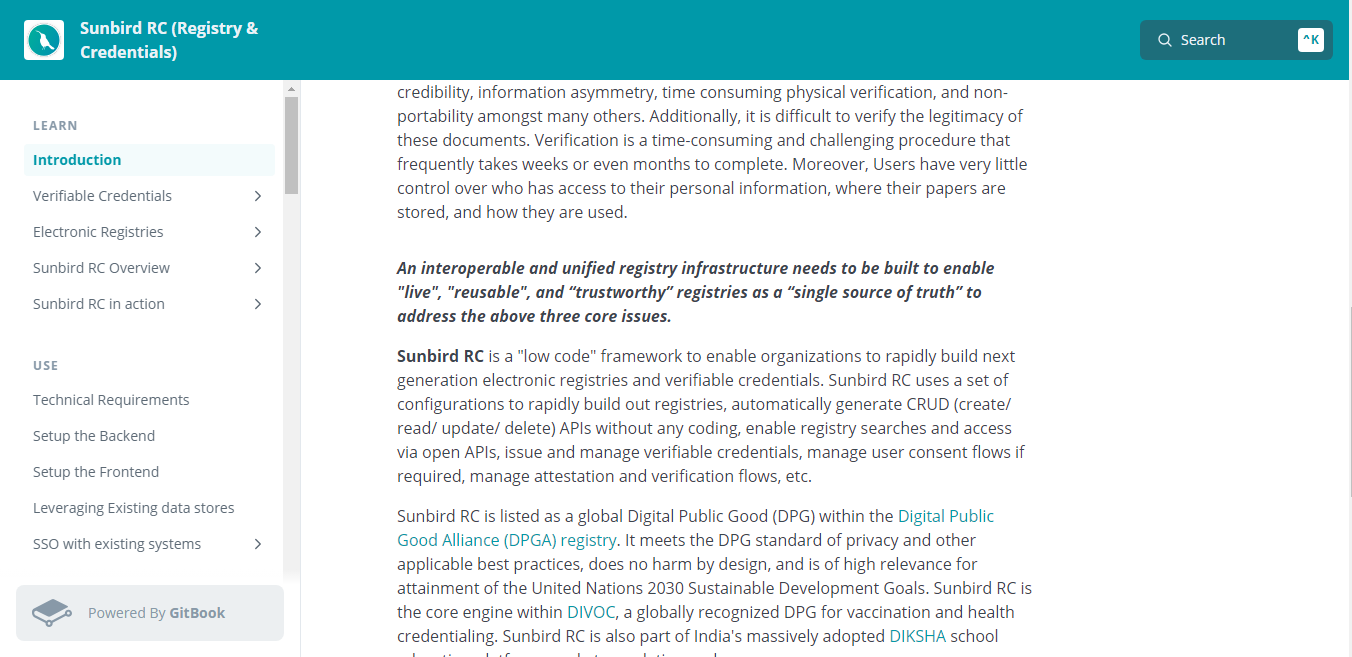 Sunbird RC (Registry &
Credentials)
Search
^K
LEARN
Introduction
Verifiable Credentials
Electronic Registries
Sunbird RC Overview
Sunbird RC in action
USE
Technical Requirements
Setup the Backend
Setup the Frontend
Leveraging Existing data stores
SSO with existing systems
Powered By GitBook
credibility, information asymmetry, time consuming physical verification, and non-
portability amongst many others. Additionally, it is difficult to verify the legitimacy of
these documents. Verification is a time-consuming and challenging procedure that
frequently takes weeks or even months to complete. Moreover, Users have very little
control over who has access to their personal information, where their papers are
stored, and how they are used.
An interoperable and unified registry infrastructure needs to be built to enable
"live", "reusable", and “trustworthy” registries as a “single source of truth” to
address the above three core issues.
Sunbird RC is a "low code" framework to enable organizations to rapidly build next
generation electronic registries and verifiable credentials. Sunbird RC uses a set of
configurations to rapidly build out registries, automatically generate CRUD (create/
read/ update/ delete) APIs without any coding, enable registry searches and access
via open APIs, issue and manage verifiable credentials, manage user consent flows if
required, manage attestation and verification flows, etc.
Sunbird RC is listed as a global Digital Public Good (DPG) within the Digital Public
Good Alliance (DPGA) registry. It meets the DPG standard of privacy and other
applicable best practices, does no harm by design, and is of high relevance for
attainment of the United Nations 2030 Sustainable Development Goals. Sunbird RC is
the core engine within DIVOC, a globally recognized DPG for vaccination and health
credentialing. Sunbird RC is also part of India's massively adopted DIKSHA school